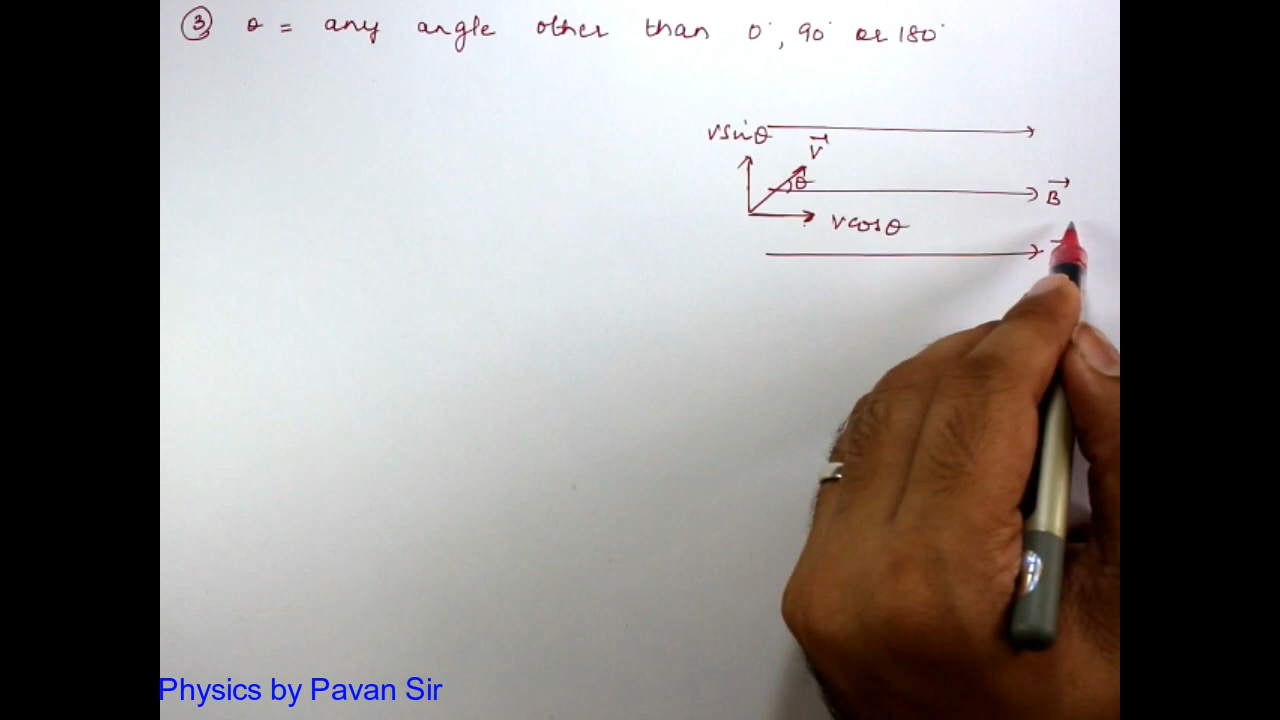 ③ θ = any angle other than 0°, 90° or 180°
vsinθ
v⃗
θ
B⃗
vcosθ
Physics by Pavan Sir